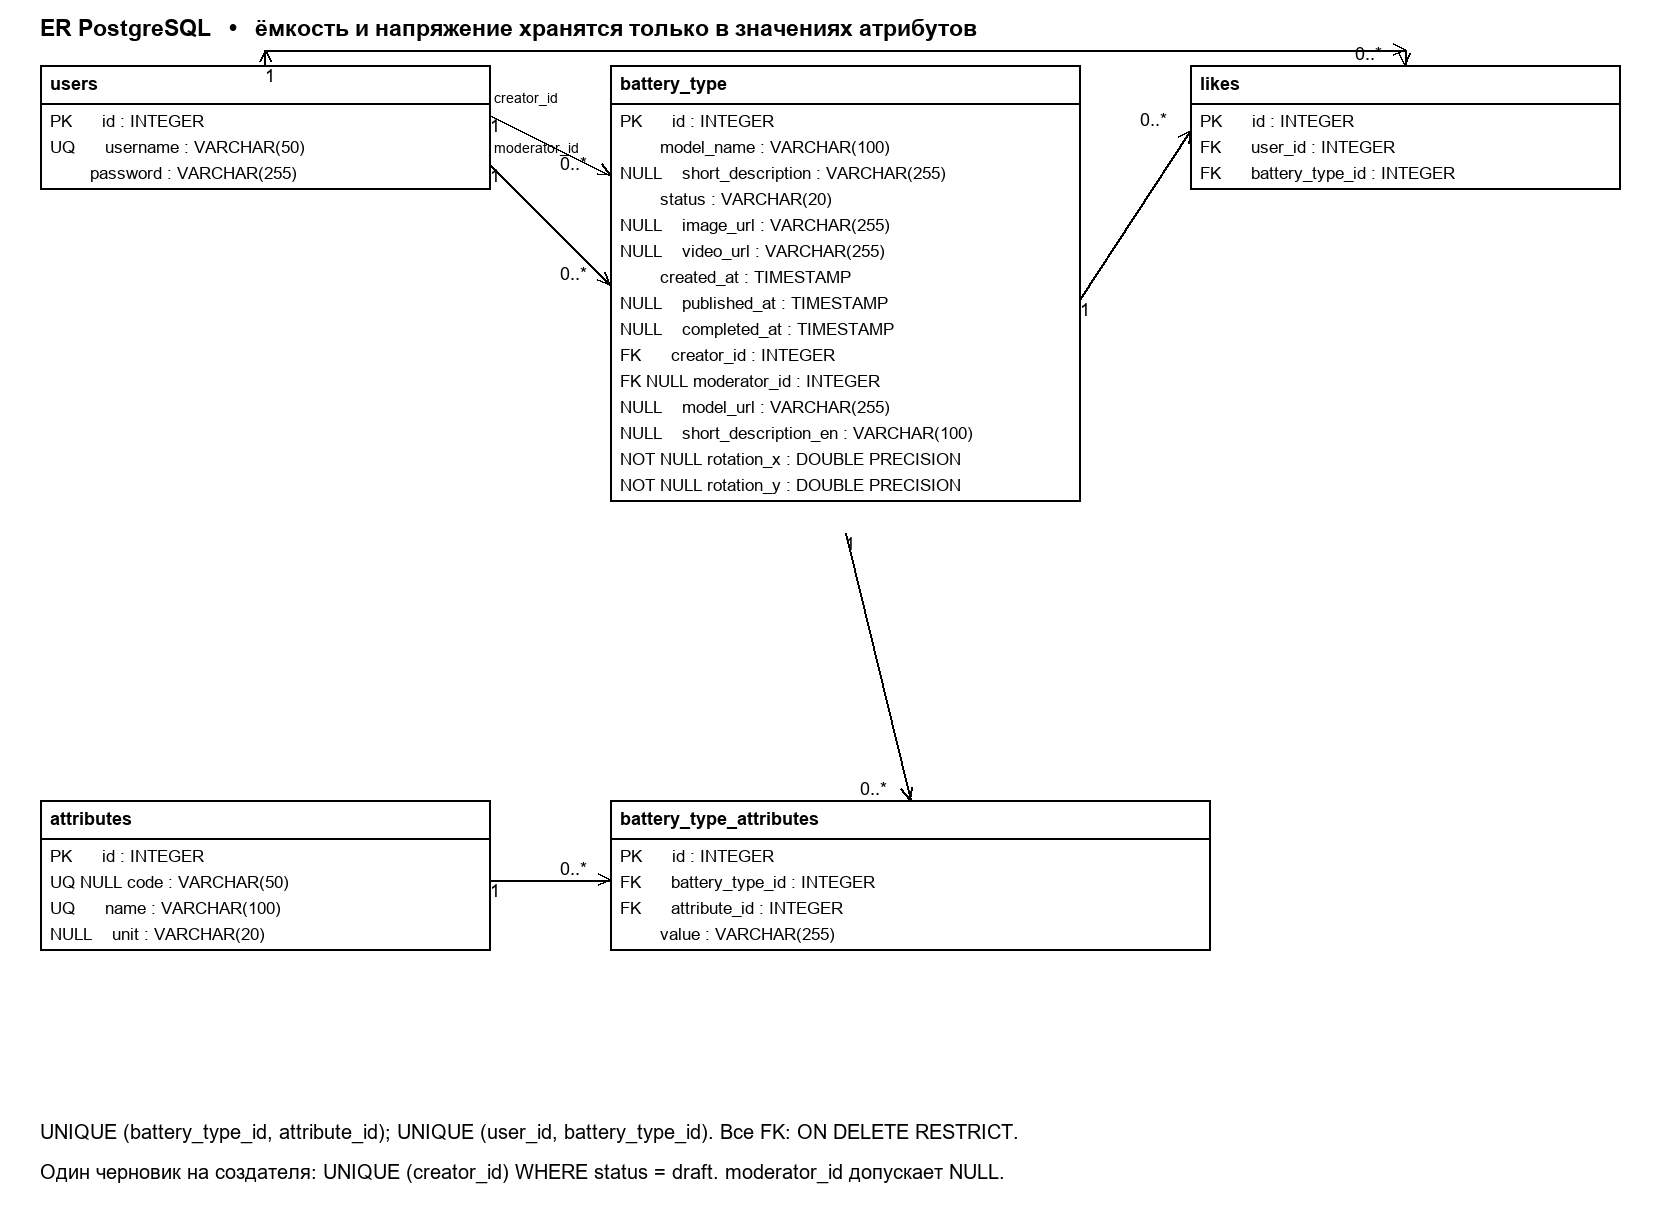 ER PostgreSQL • ёмкость и напряжение хранятся только в значениях атрибутов
1
0..*
users
PK id : INTEGER
UQ username : VARCHAR(50)
password : VARCHAR(255)
creator_id
1
0..*
moderator_id
1
0..*
battery_type
PK id : INTEGER
model_name : VARCHAR(100)
NULL short_description : VARCHAR(255)
status : VARCHAR(20)
NULL image_url : VARCHAR(255)
NULL video_url : VARCHAR(255)
created_at : TIMESTAMP
NULL published_at : TIMESTAMP
NULL completed_at : TIMESTAMP
FK creator_id : INTEGER
FK NULL moderator_id : INTEGER
NULL model_url : VARCHAR(255)
NULL short_description_en : VARCHAR(100)
NOT NULL rotation_x : DOUBLE PRECISION
NOT NULL rotation_y : DOUBLE PRECISION
0..*
1
likes
PK id : INTEGER
FK user_id : INTEGER
FK battery_type_id : INTEGER
1
0..*
attributes
PK id : INTEGER
UQ NULL code : VARCHAR(50)
UQ name : VARCHAR(100)
NULL unit : VARCHAR(20)
1
0..*
battery_type_attributes
PK id : INTEGER
FK battery_type_id : INTEGER
FK attribute_id : INTEGER
value : VARCHAR(255)
UNIQUE (battery_type_id, attribute_id); UNIQUE (user_id, battery_type_id). Все FK: ON DELETE RESTRICT.
Один черновик на создателя: UNIQUE (creator_id) WHERE status = draft. moderator_id допускает NULL.